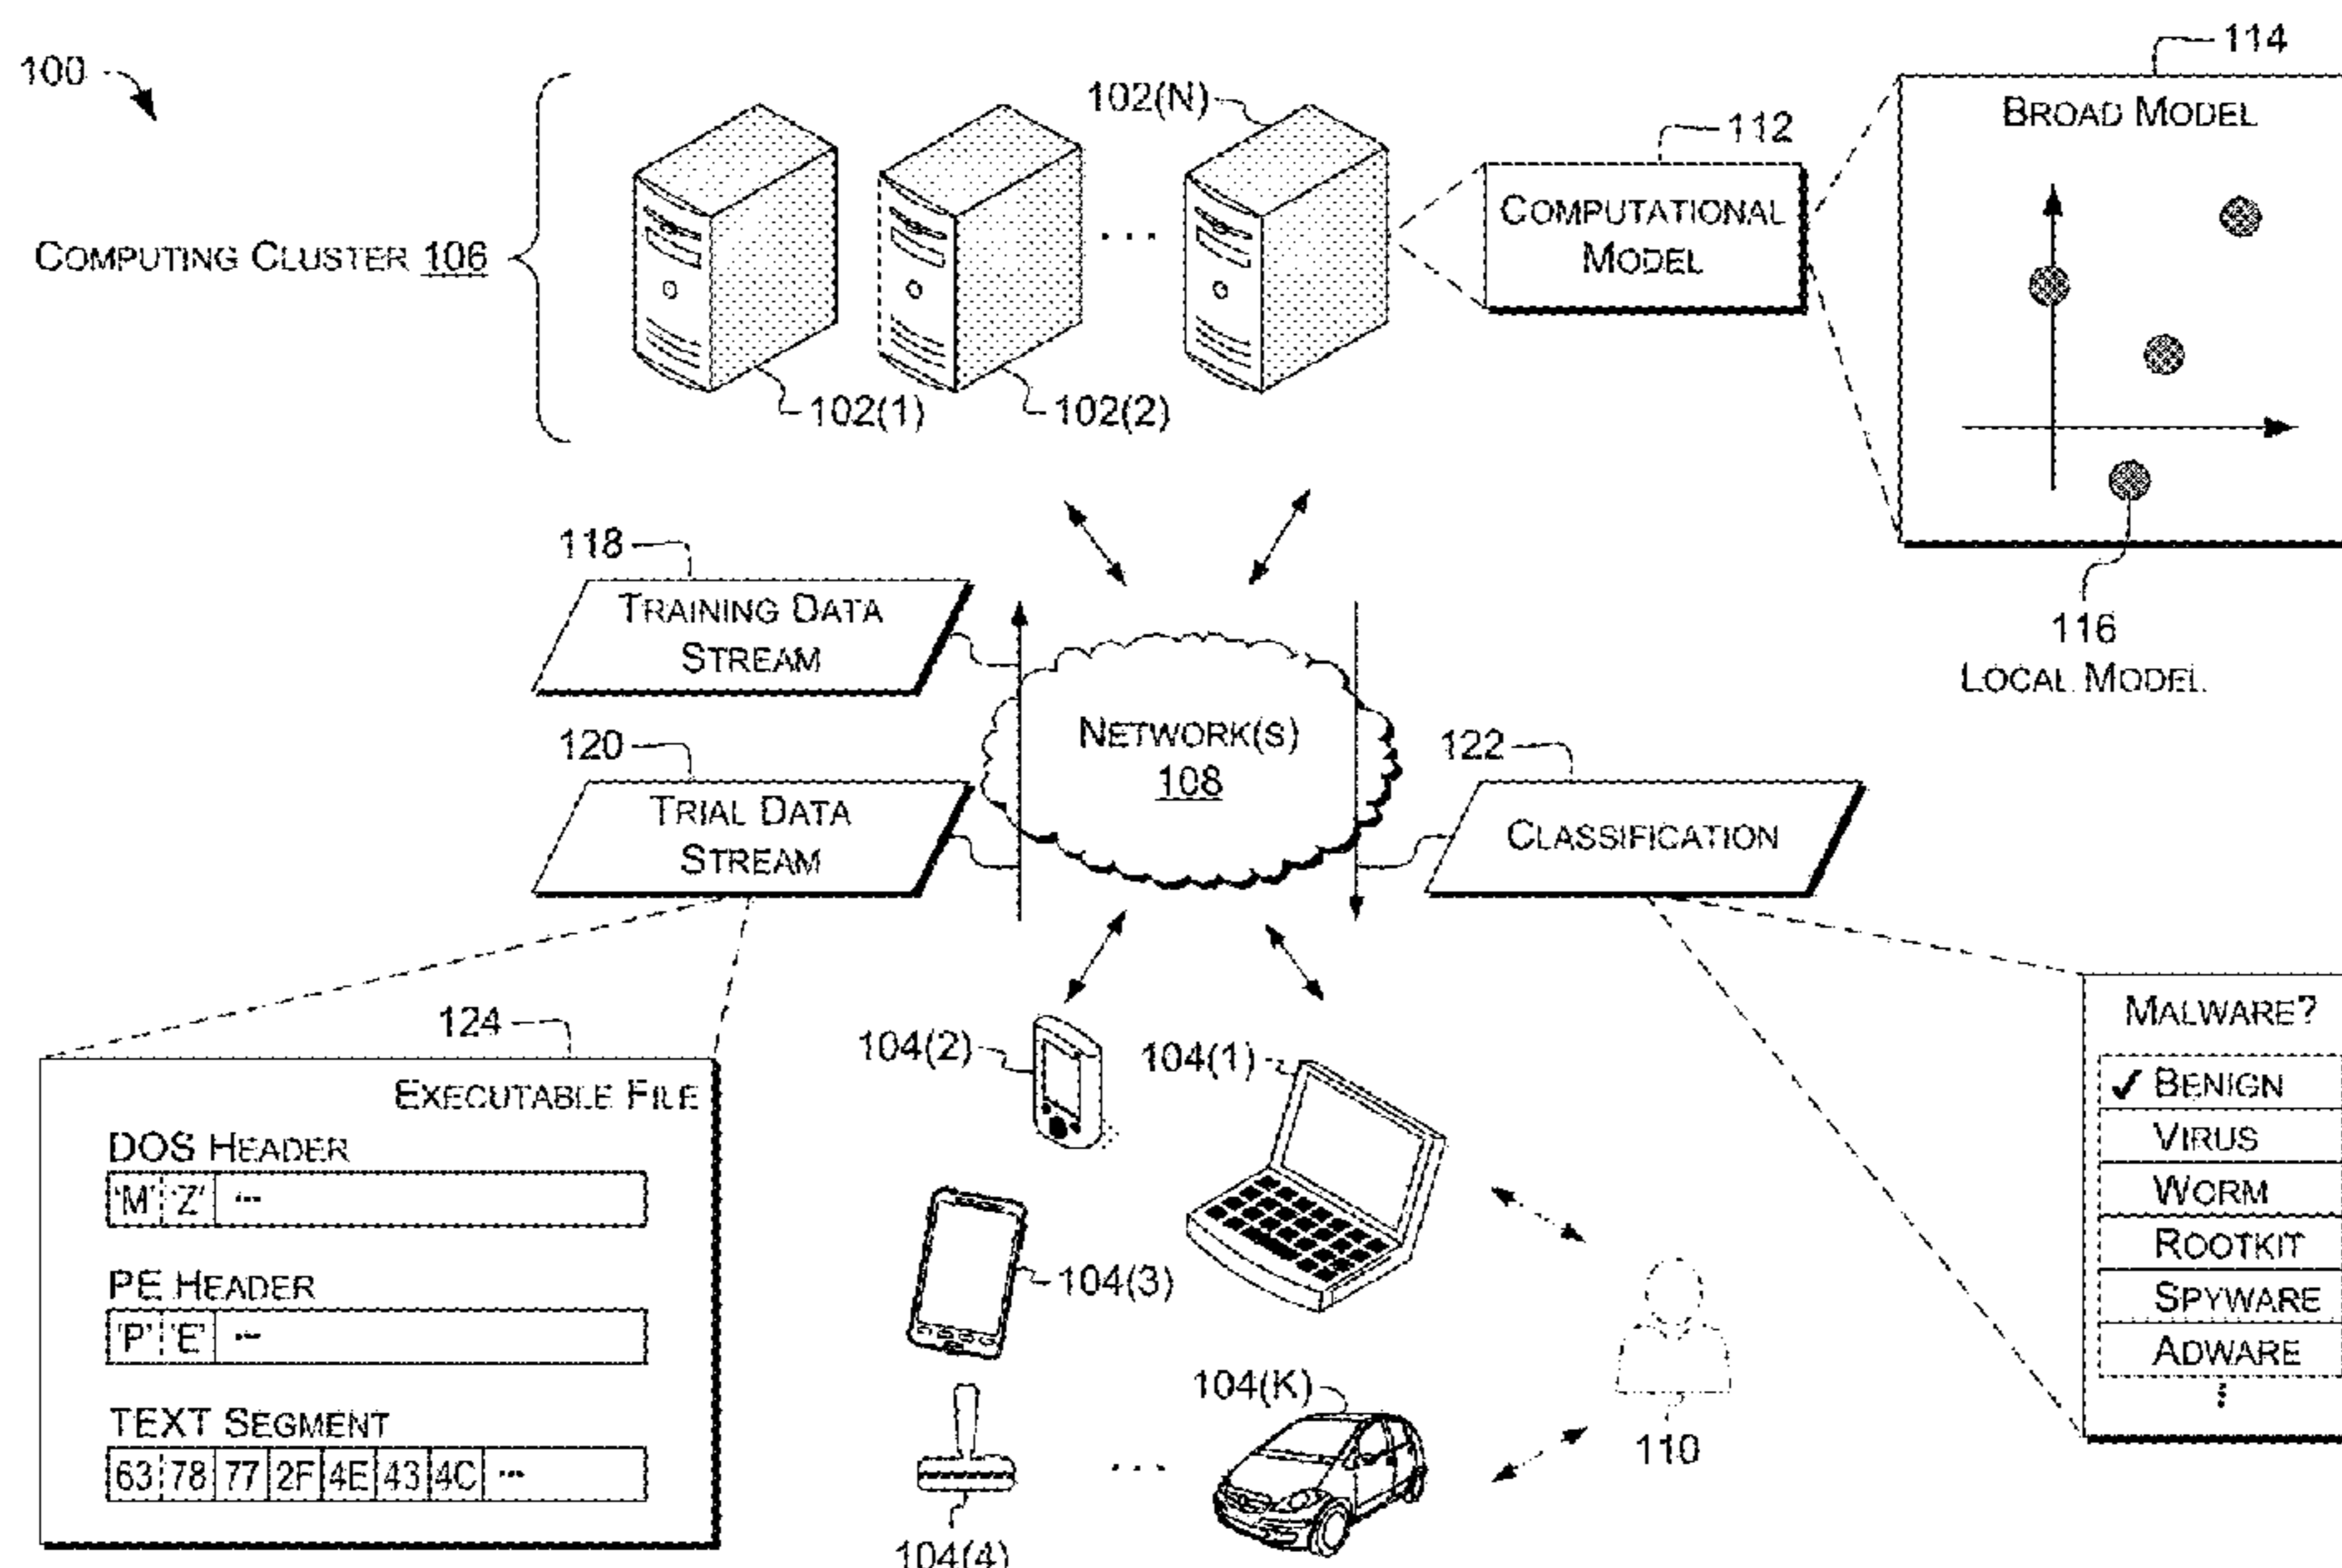 100
COMPUTING CLUSTER 106
102(1)
102(2)
102(N)
...
112
COMPUTATIONAL
MODEL
114
BROAD MODEL
116
LOCAL MODEL
118
TRAINING DATA
STREAM
120
TRIAL DATA
STREAM
NETWORK(S)
108
122
CLASSIFICATION
124
EXECUTABLE FILE
DOS HEADER
'M' 'Z' ...
PE HEADER
'P' 'E' ...
TEXT SEGMENT
63 78 77 2F 4E 43 4C ...
104(2)
104(1)
104(3)
104(4)
...
104(K)
110
MALWARE?
✓ BENIGN
VIRUS
WORM
ROOTKIT
SPYWARE
ADWARE
⋮